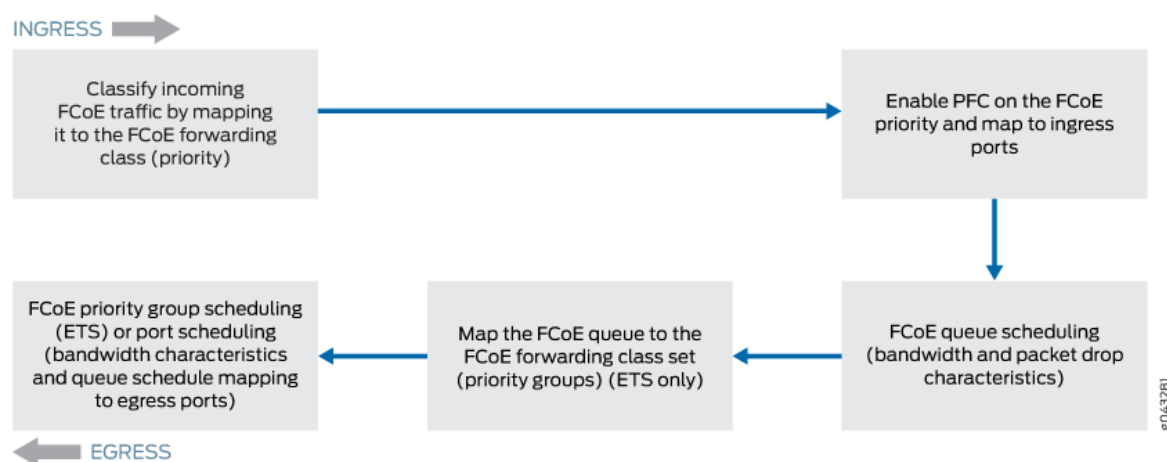 INGRESS
Classify incoming
FCoE traffic by mapping
it to the FCoE forwarding
class (priority)
Enable PFC on the FCoE
priority and map to ingress
ports
FCoE queue scheduling
(bandwidth and packet drop
characteristics)
Map the FCoE queue to the
FCoE forwarding class set
(priority groups) (ETS only)
FCoE priority group scheduling
(ETS) or port scheduling
(bandwidth characteristics
and queue schedule mapping
to egress ports)
EGRESS
g043281